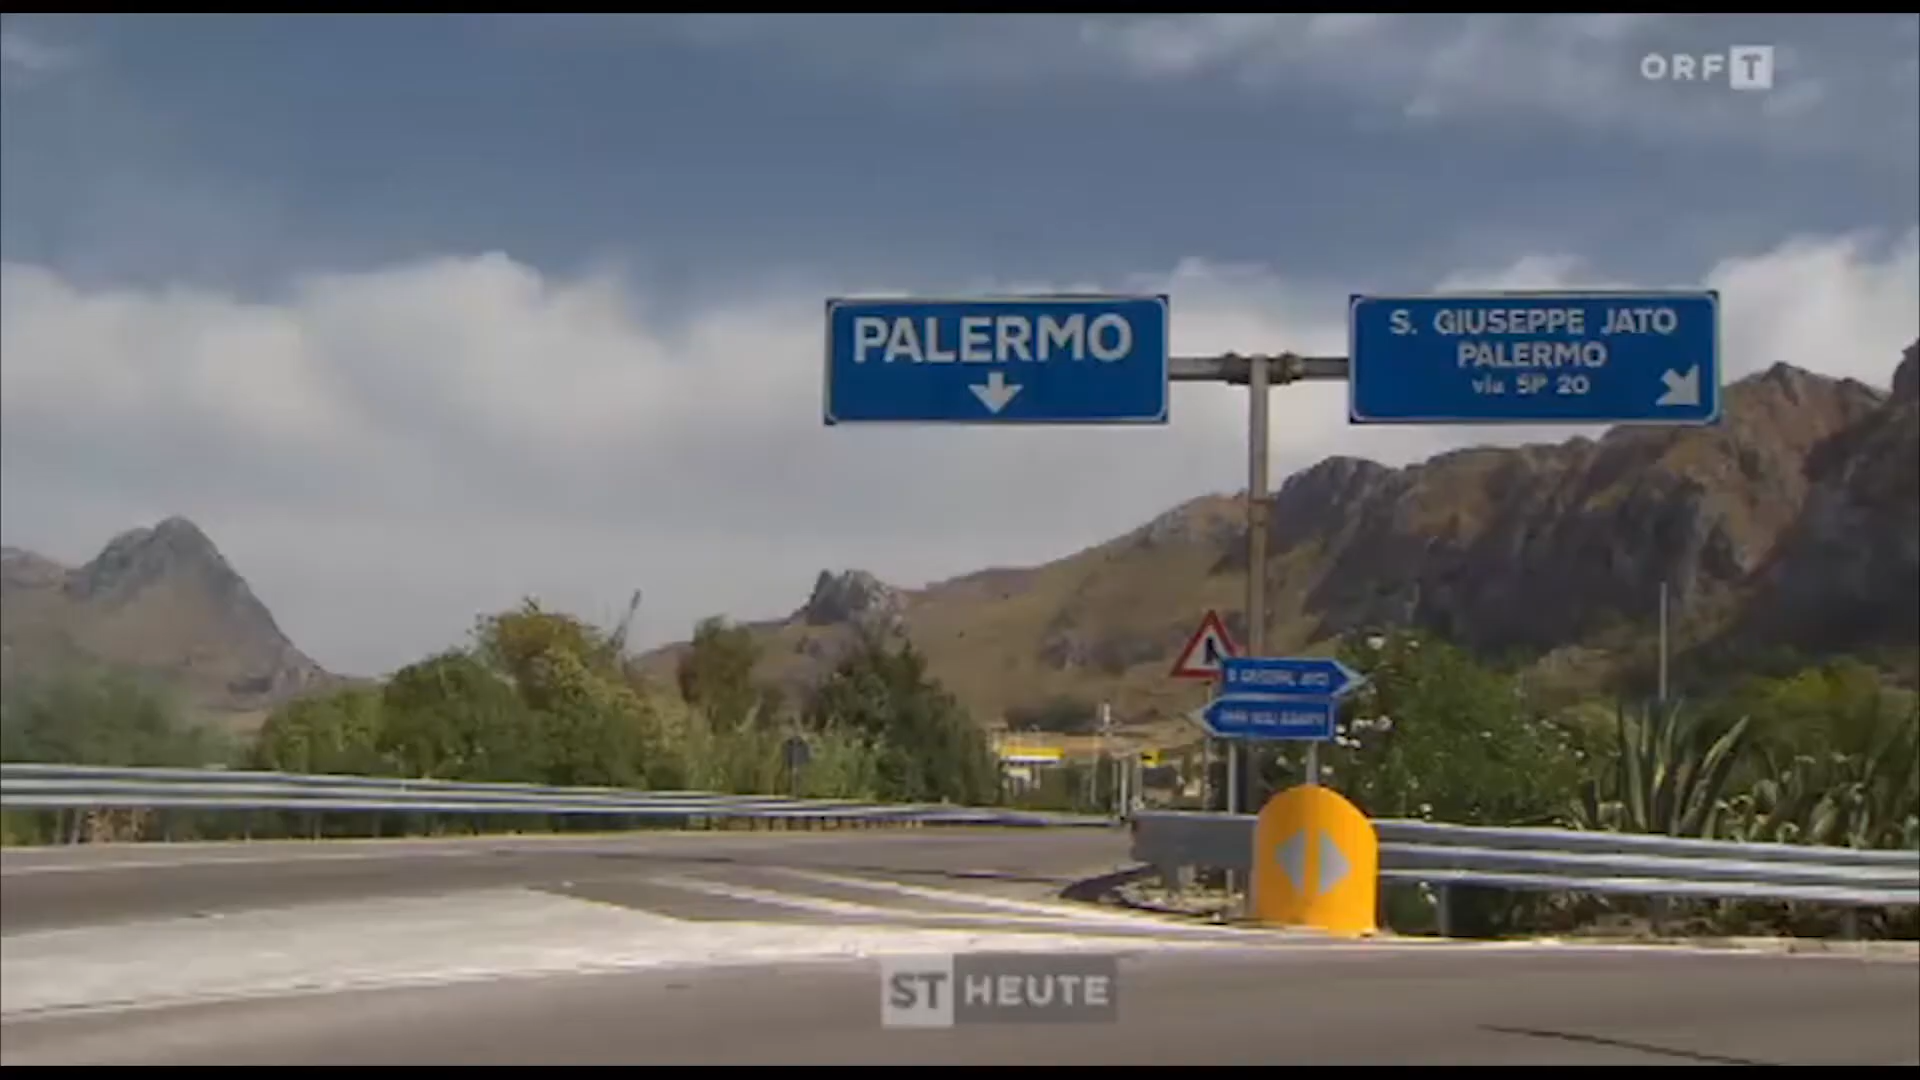 ORF T
PALERMO
S. GIUSEPPE JATO
PALERMO
via SP 20
ST HEUTE